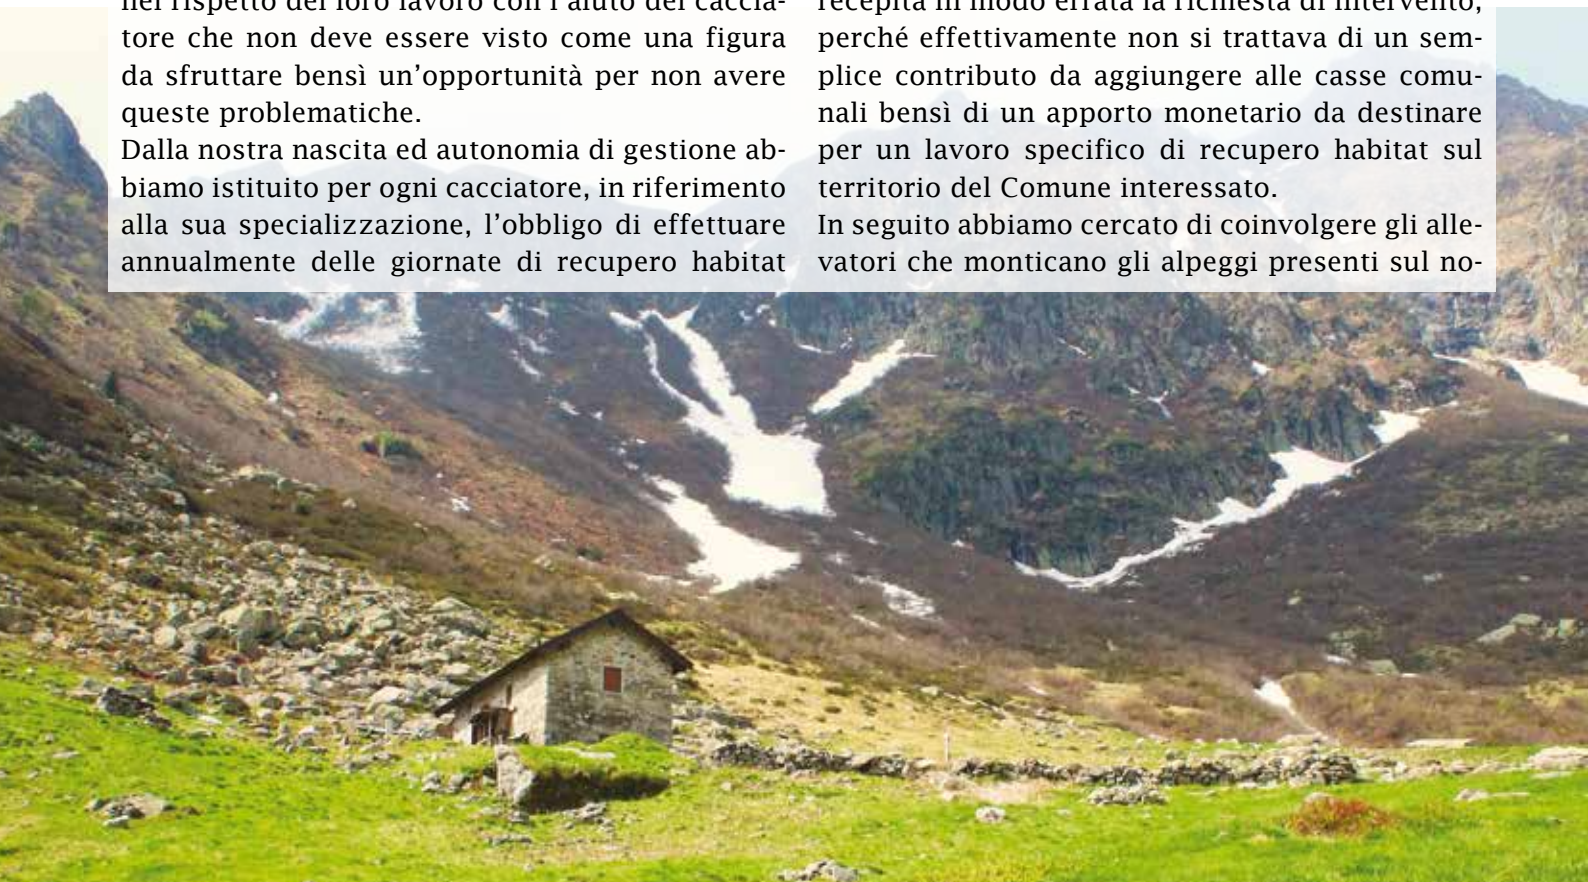 nel rispetto del loro lavoro con l'aiuto del caccia-
tore che non deve essere visto come una figura
da sfruttare bensì un'opportunità per non avere
queste problematiche.
Dalla nostra nascita ed autonomia di gestione ab-
biamo istituito per ogni cacciatore, in riferimento
alla sua specializzazione, l'obbligo di effettuare
annualmente delle giornate di recupero habitat
recepita in modo errata la richiesta di intervento,
perché effettivamente non si trattava di un sem-
plice contributo da aggiungere alle casse comu-
nali bensì di un apporto monetario da destinare
per un lavoro specifico di recupero habitat sul
territorio del Comune interessato.
In seguito abbiamo cercato di coinvolgere gli alle-
vatori che monticano gli alpeggi presenti sul no-